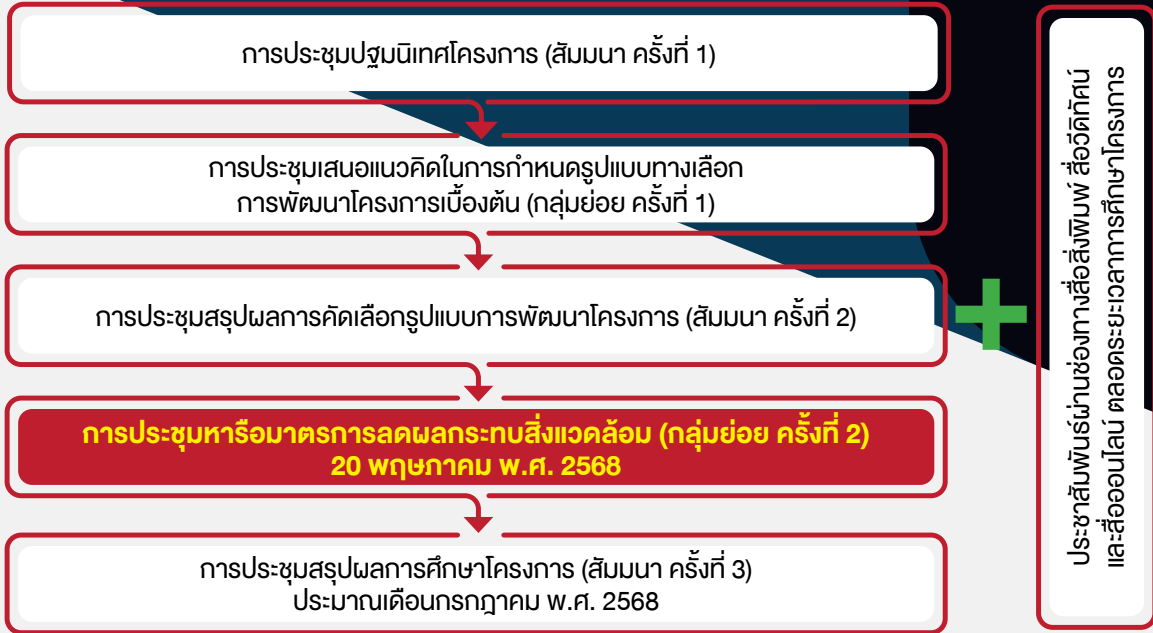 การประชุมปฐมนิเทศโครงการ (สัมมนา ครั้งที่ 1)
การประชุมเสนอแนวคิดในการกำหนดรูปแบบทางเลือก
การพัฒนาโครงการเบื้องต้น (กลุ่มย่อย ครั้งที่ 1)
การประชุมสรุปผลการคัดเลือกรูปแบบการพัฒนาโครงการ (สัมมนา ครั้งที่ 2)
การประชุมหารือมาตรการลดผลกระทบสิ่งแวดล้อม (กลุ่มย่อย ครั้งที่ 2)
20 พฤษภาคม พ.ศ. 2568
การประชุมสรุปผลการศึกษาโครงการ (สัมมนา ครั้งที่ 3)
ประมาณเดือนกรกฎาคม พ.ศ. 2568
ประชาสัมพันธ์ผ่านช่องทางสื่อสิ่งพิมพ์ สื่อวีดิทัศน์
และสื่อออนไลน์ ตลอดระยะเวลาการศึกษาโครงการ